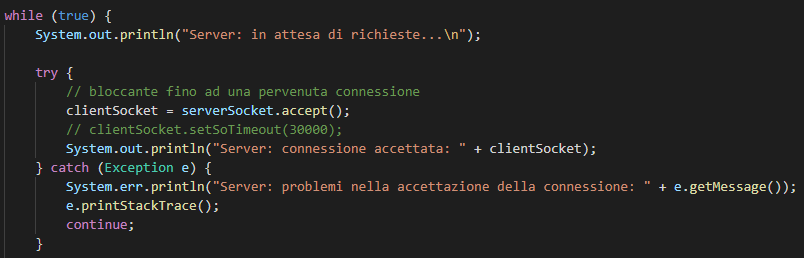 while (true) {
    System.out.println("Server: in attesa di richieste...\n");

    try {
        // bloccante fino ad una pervenuta connessione
        clientSocket = serverSocket.accept();
        // clientSocket.setSoTimeout(30000);
        System.out.println("Server: connessione accettata: " + clientSocket);
    } catch (Exception e) {
        System.err.println("Server: problemi nella accettazione della connessione: " + e.getMessage());
        e.printStackTrace();
        continue;
    }